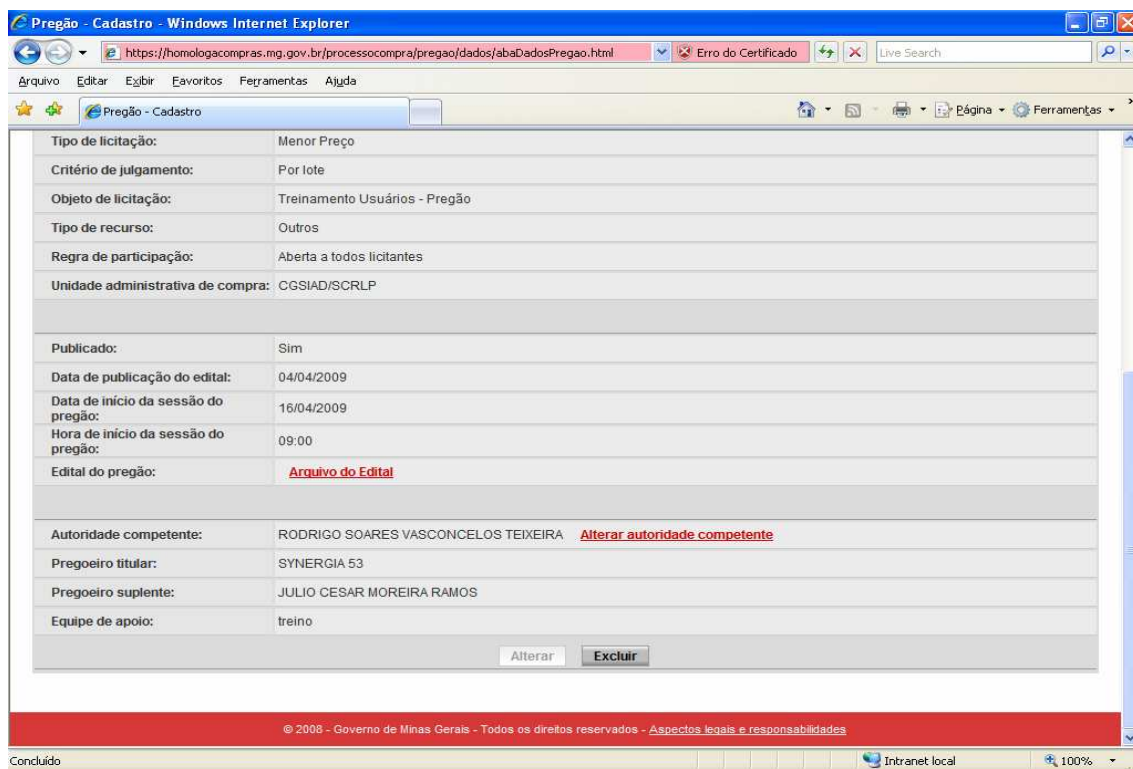 Pregão - Cadastro - Windows Internet Explorer
https://homologacompras.mg.gov.br/processocompra/pregao/dados/abaDadosPregao.html Erro do Certificado Live Search
Arquivo Editar Exibir Favoritos Ferramentas Ajuda
Pregão - Cadastro Página Ferramentas
Tipo de licitação: Menor Preço
Critério de julgamento: Por lote
Objeto de licitação: Treinamento Usuários - Pregão
Tipo de recurso: Outros
Regra de participação: Aberta a todos licitantes
Unidade administrativa de compra: CGSIAD/SCRLP
Publicado: Sim
Data de publicação do edital: 04/04/2009
Data de início da sessão do
pregão: 16/04/2009
Hora de início da sessão do
pregão: 09:00
Edital do pregão: Arquivo do Edital
Autoridade competente: RODRIGO SOARES VASCONCELOS TEIXEIRA Alterar autoridade competente
Pregoeiro titular: SYNERGIA 53
Pregoeiro suplente: JULIO CESAR MOREIRA RAMOS
Equipe de apoio: treino
Alterar Excluir
© 2008 - Governo de Minas Gerais - Todos os direitos reservados - Aspectos legais e responsabilidades
Concluído Intranet local 100%